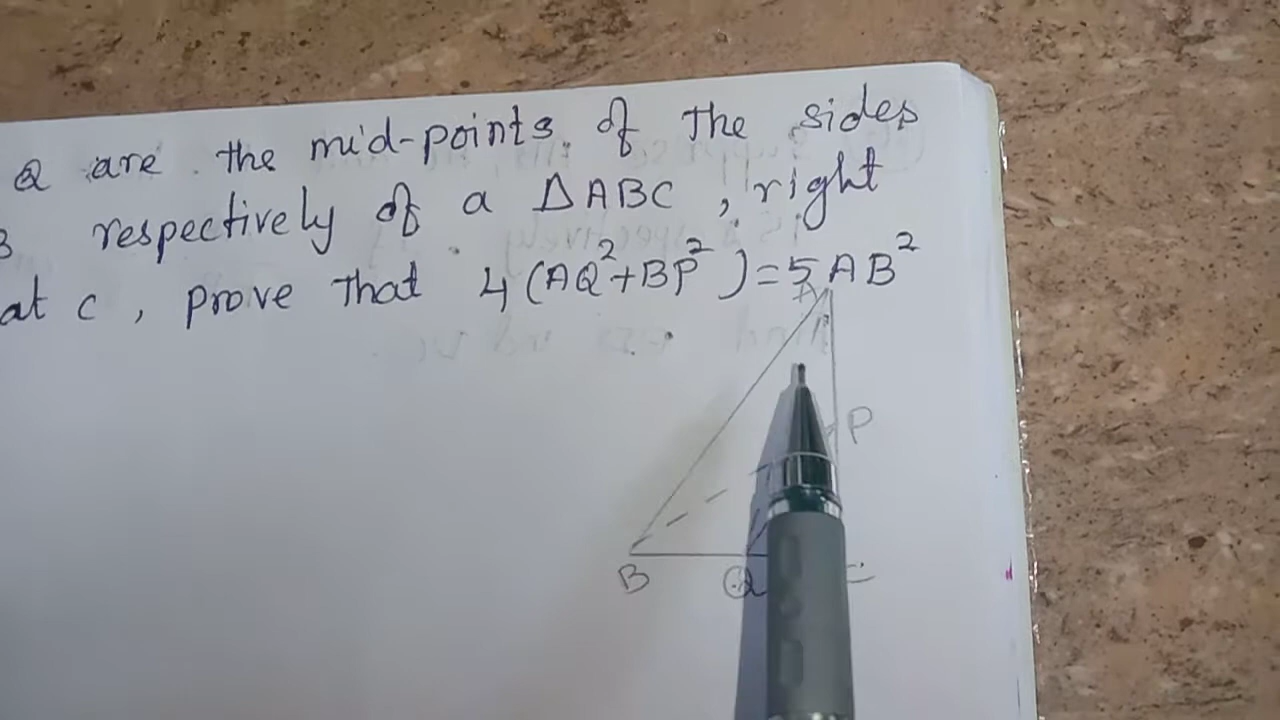 Q are the mid-points of the sides
B respectively of a ΔABC, right
at c, prove that 4(AQ²+BP²)=5AB²
A
P
B Q C